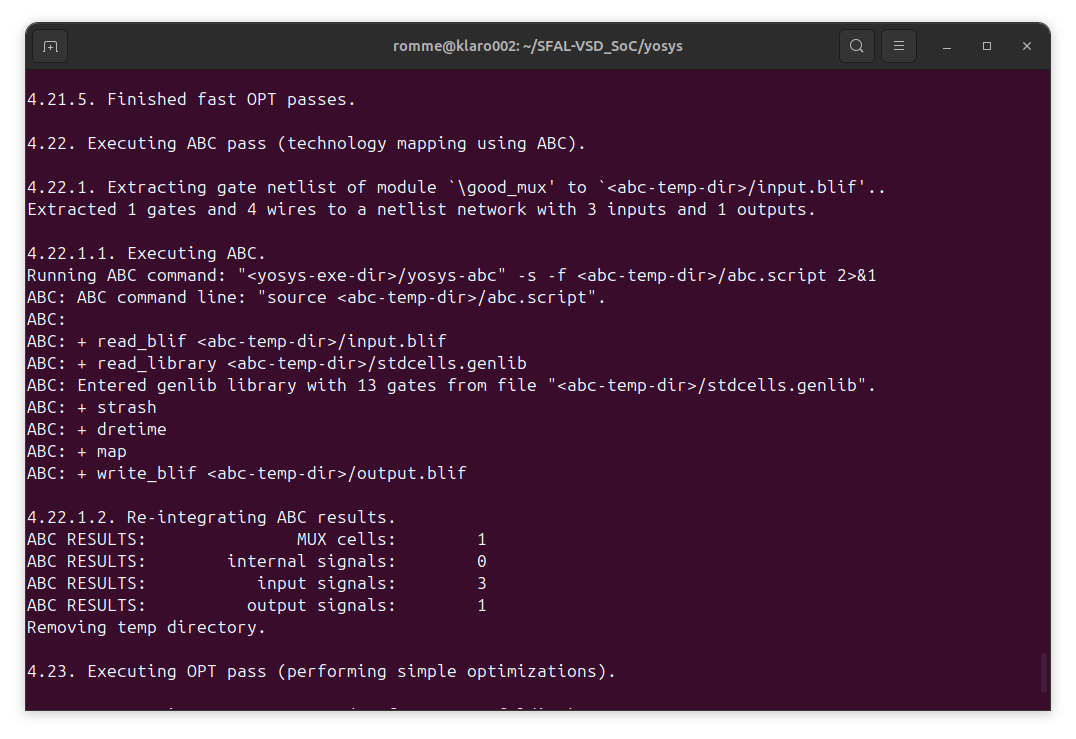 romme@klaro002: ~/SFAL-VSD_SoC/yosys
4.21.5. Finished fast OPT passes.
4.22. Executing ABC pass (technology mapping using ABC).
4.22.1. Extracting gate netlist of module `\good_mux' to `<abc-temp-dir>/input.blif'..
Extracted 1 gates and 4 wires to a netlist network with 3 inputs and 1 outputs.
4.22.1.1. Executing ABC.
Running ABC command: "<yosys-exe-dir>/yosys-abc" -s -f <abc-temp-dir>/abc.script 2>&1
ABC: ABC command line: "source <abc-temp-dir>/abc.script".
ABC:
ABC: + read_blif <abc-temp-dir>/input.blif
ABC: + read_library <abc-temp-dir>/stdcells.genlib
ABC: Entered genlib library with 13 gates from file "<abc-temp-dir>/stdcells.genlib".
ABC: + strash
ABC: + dretime
ABC: + map
ABC: + write_blif <abc-temp-dir>/output.blif
4.22.1.2. Re-integrating ABC results.
ABC RESULTS:               MUX cells:        1
ABC RESULTS:        internal signals:        0
ABC RESULTS:           input signals:        3
ABC RESULTS:          output signals:        1
Removing temp directory.
4.23. Executing OPT pass (performing simple optimizations).